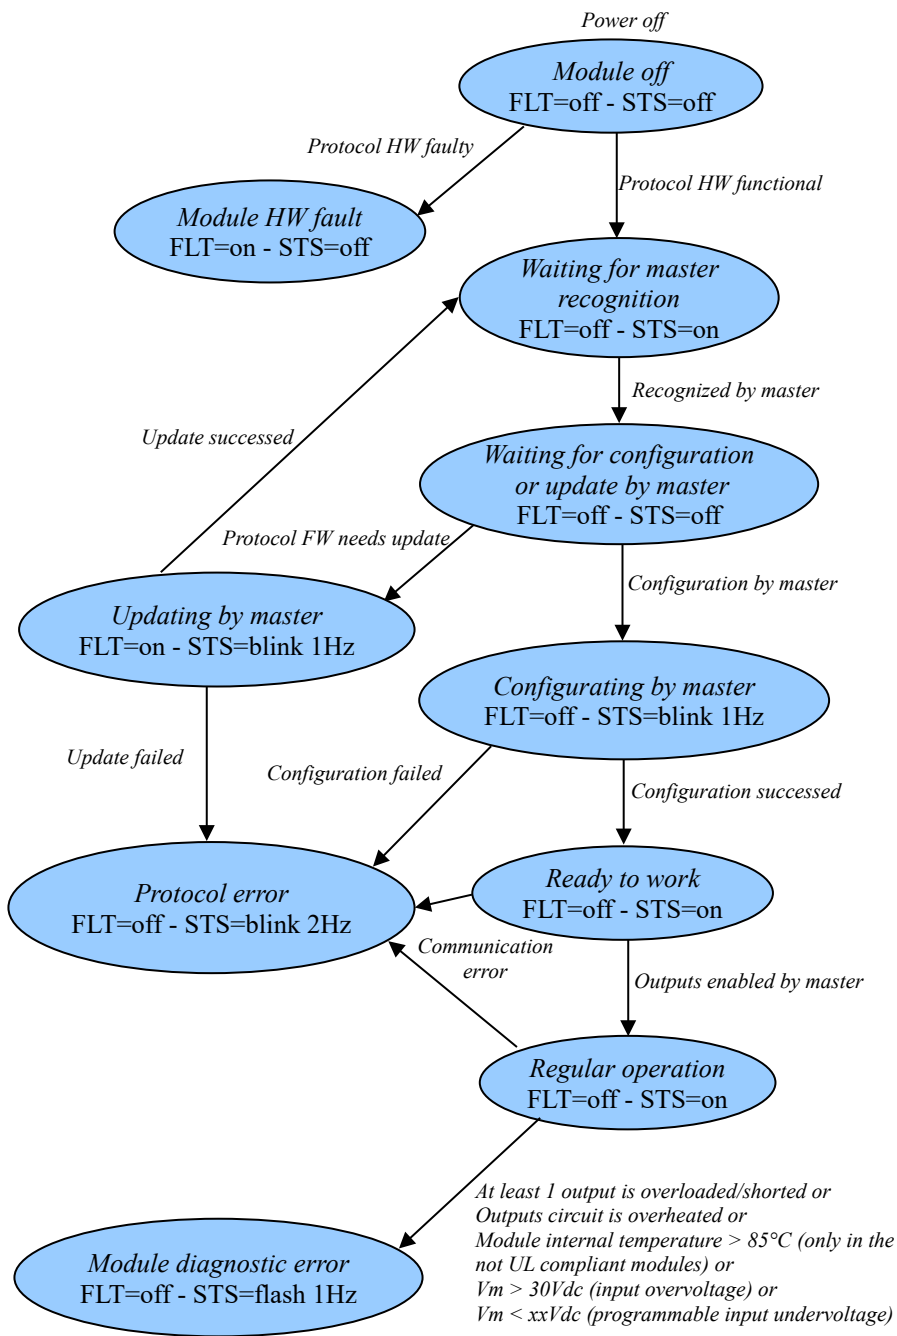 Power off
Module off
FLT=off - STS=off
Protocol HW faulty
Protocol HW functional
Module HW fault
FLT=on - STS=off
Waiting for master
recognition
FLT=off - STS=on
Recognized by master
Update successed
Waiting for configuration
or update by master
FLT=off - STS=off
Protocol FW needs update
Configuration by master
Updating by master
FLT=on - STS=blink 1Hz
Configurating by master
FLT=off - STS=blink 1Hz
Update failed
Configuration failed
Configuration successed
Protocol error
FLT=off - STS=blink 2Hz
Ready to work
FLT=off - STS=on
Communication
error
Outputs enabled by master
Regular operation
FLT=off - STS=on
At least 1 output is overloaded/shorted or
Outputs circuit is overheated or
Module internal temperature > 85°C (only in the
not UL compliant modules) or
Vm > 30Vdc (input overvoltage) or
Vm < xxVdc (programmable input undervoltage)
Module diagnostic error
FLT=off - STS=flash 1Hz